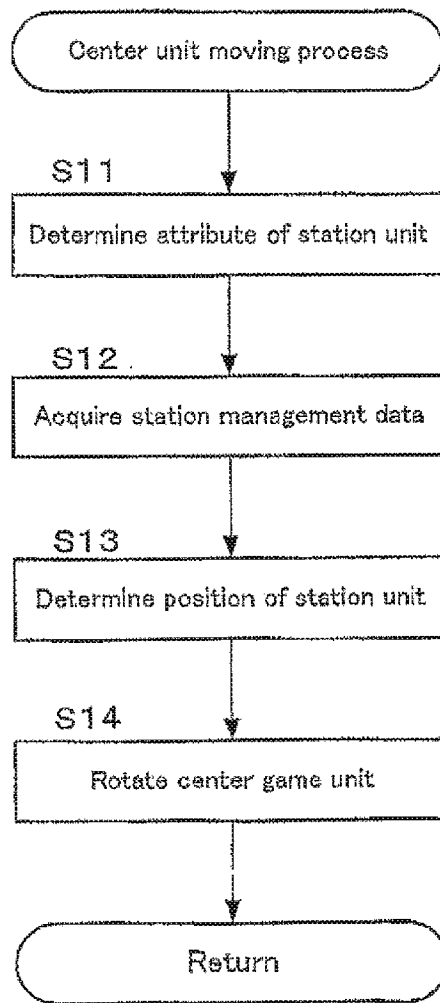 Center unit moving process
S11
Determine attribute of station unit
S12
Acquire station management data
S13
Determine position of station unit
S14
Rotate center game unit
Return